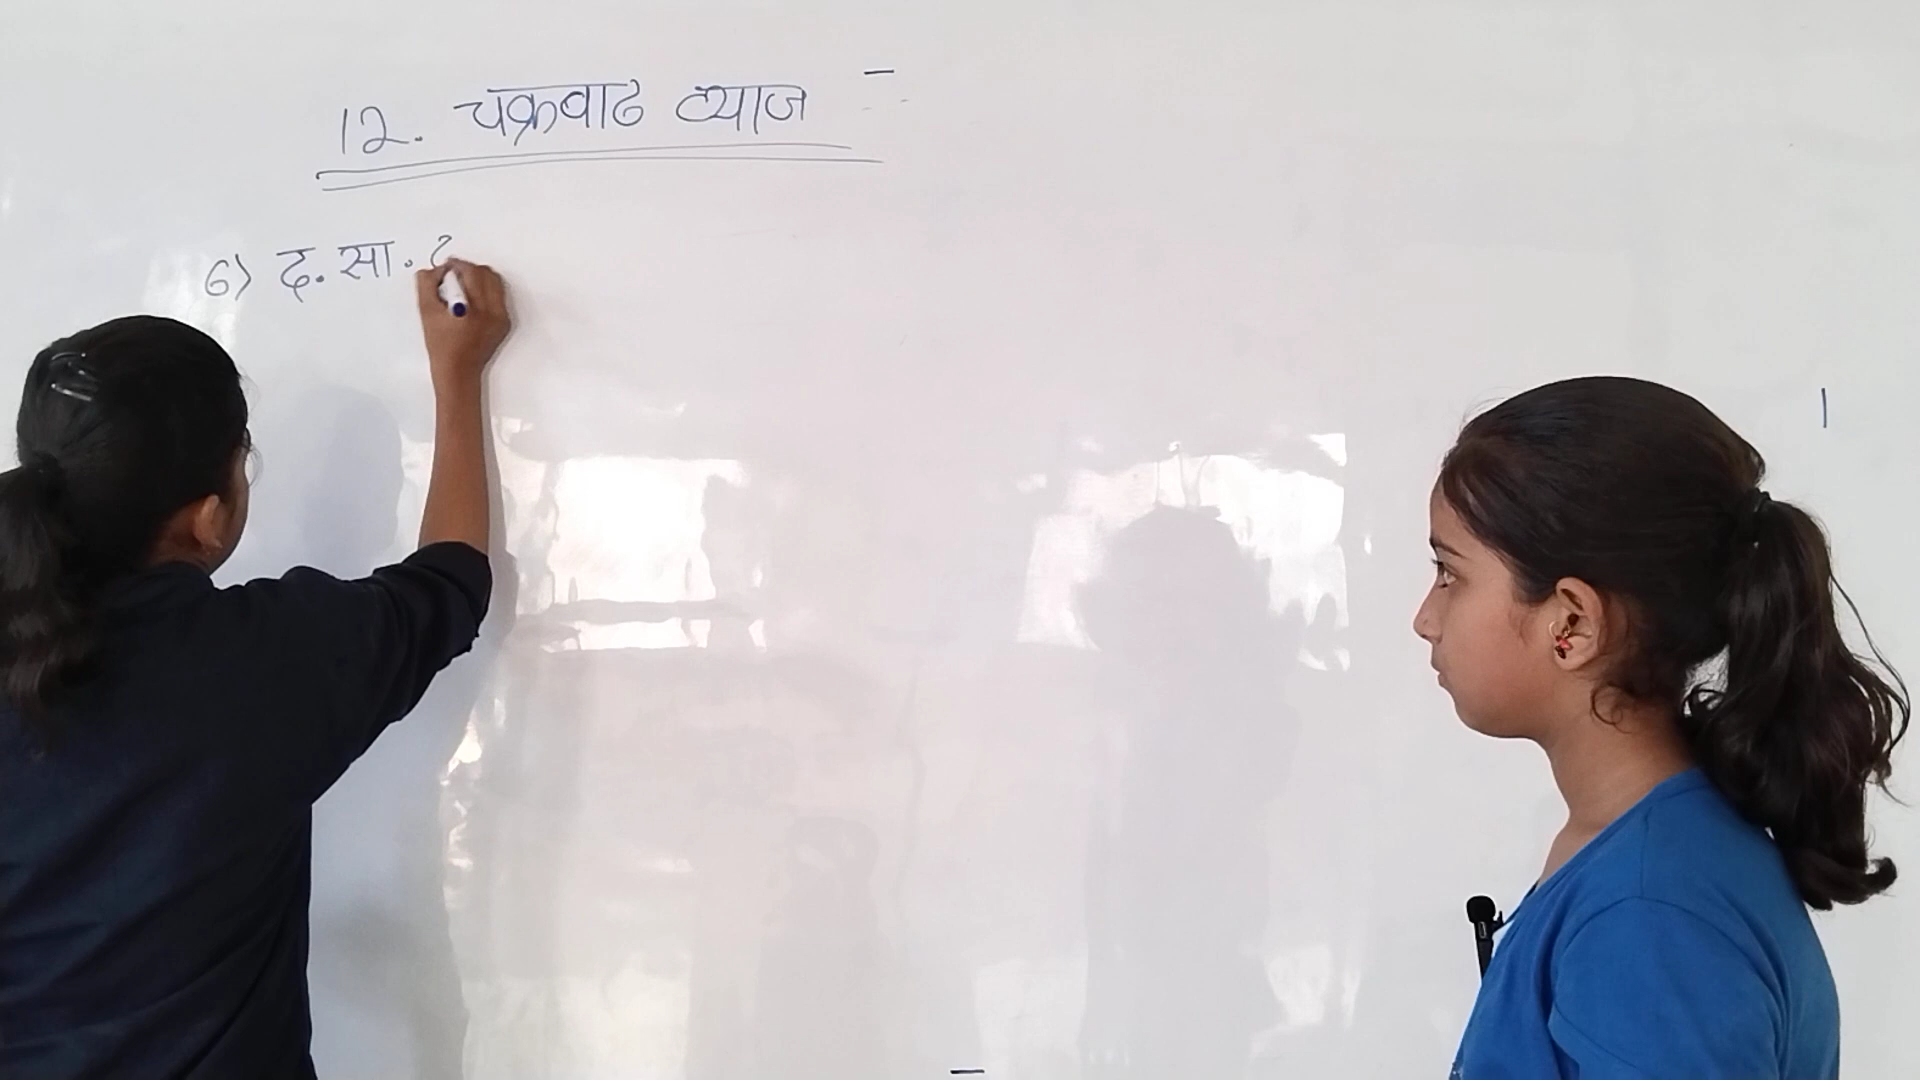 12. चक्रवाढ व्याज
6) द. सा. द